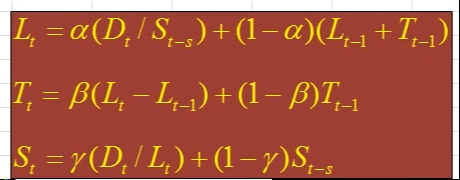 L_t = α(D_t / S_{t−s}) + (1−α)(L_{t−1} + T_{t−1})
T_t = β(L_t − L_{t−1}) + (1−β)T_{t−1}
S_t = γ(D_t / L_t) + (1−γ)S_{t−s}